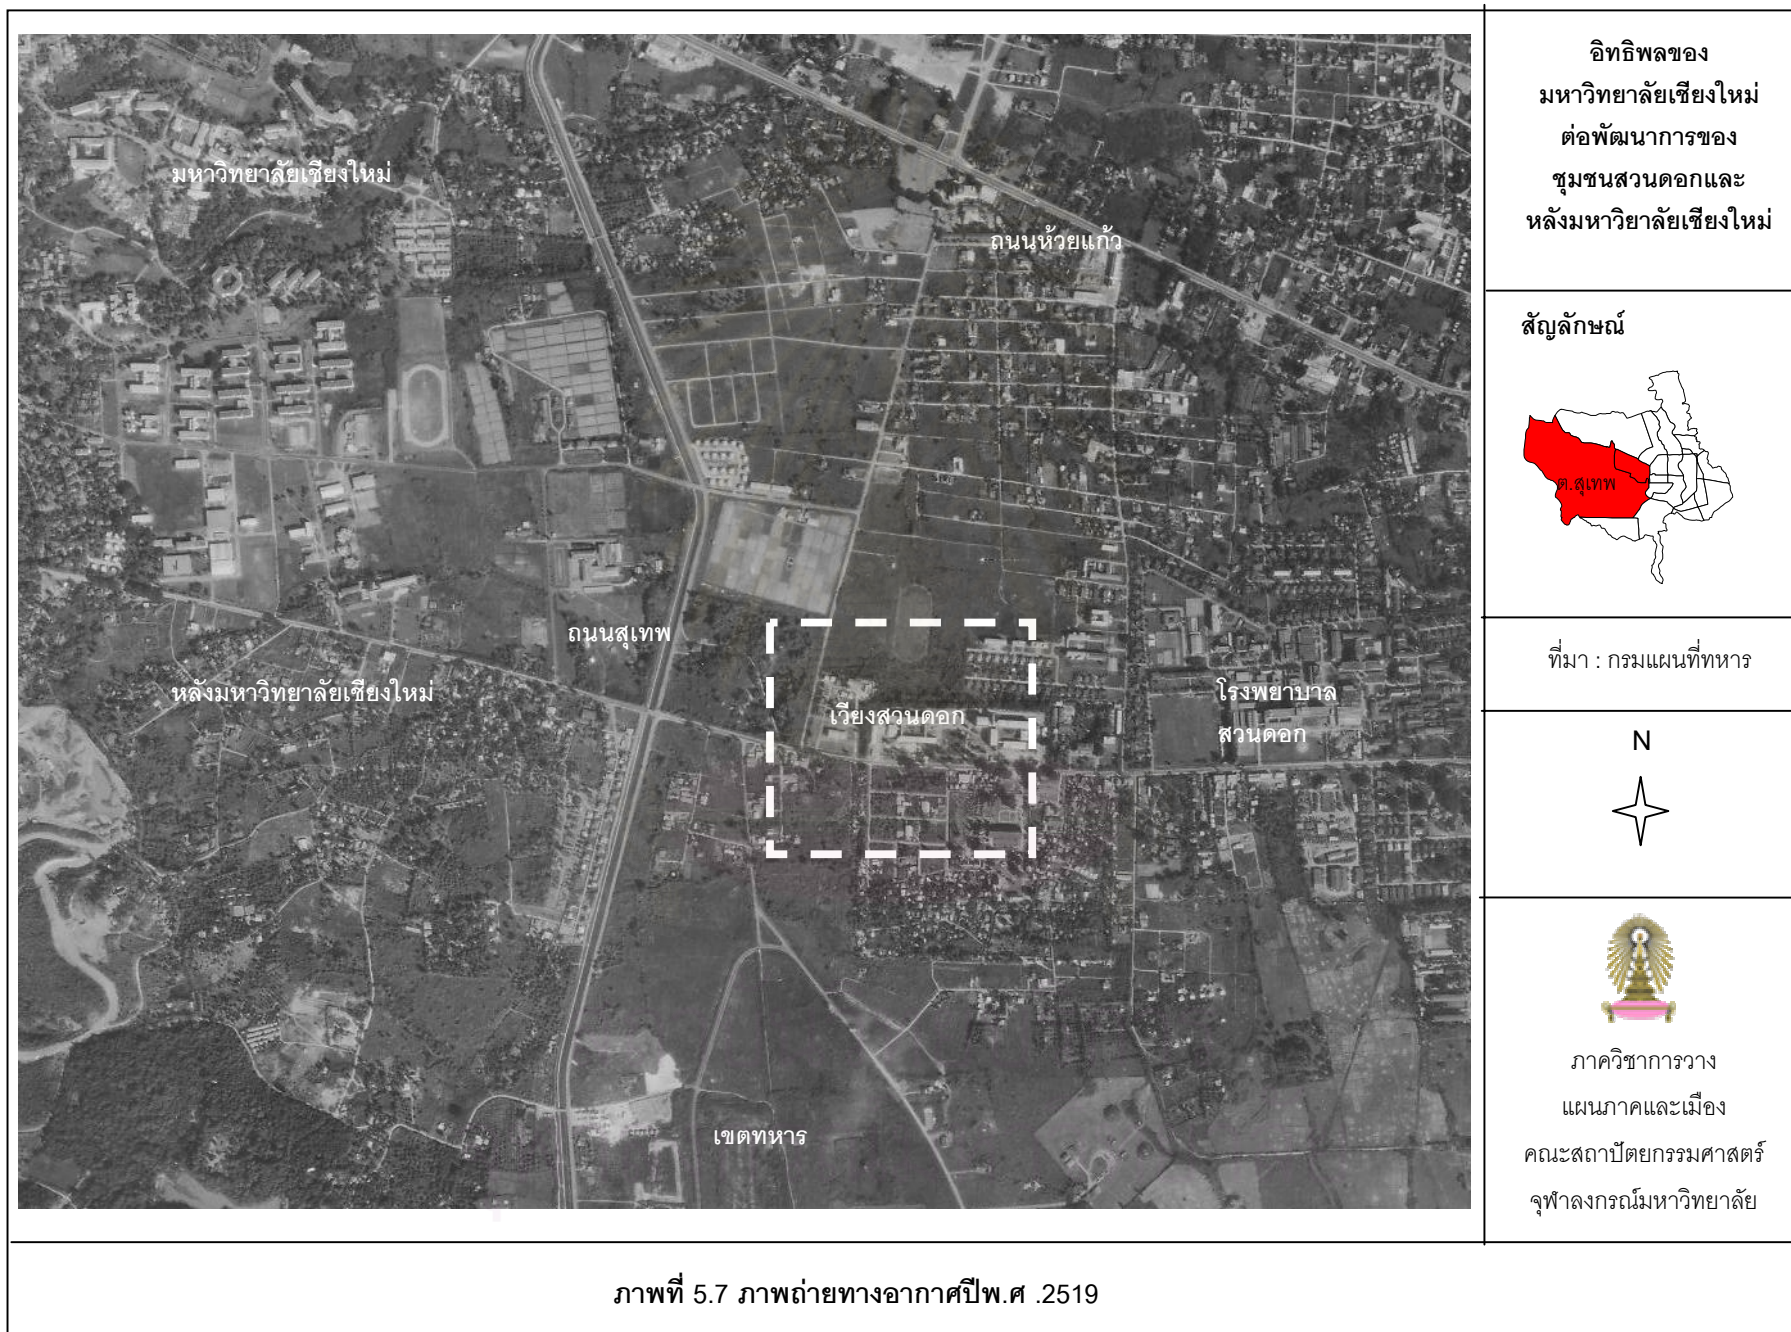 อิทธิพลของ
มหาวิทยาลัยเชียงใหม่
ต่อพัฒนาการของ
ชุมชนสวนดอกและ
หลังมหาวิยาลัยเชียงใหม่
มหาวิทยาลัยเชียงใหม่
ถนนห้วยแก้ว
ถนนสุเทพ
หลังมหาวิทยาลัยเชียงใหม่
เวียงสวนดอก
โรงพยาบาล
สวนดอก
เขตทหาร
สัญลักษณ์
ต.สุเทพ
ที่มา : กรมแผนที่ทหาร
N
ภาควิชาการวาง
แผนภาคและเมือง
คณะสถาปัตยกรรมศาสตร์
จุฬาลงกรณ์มหาวิทยาลัย
ภาพที่ 5.7 ภาพถ่ายทางอากาศปีพ.ศ .2519